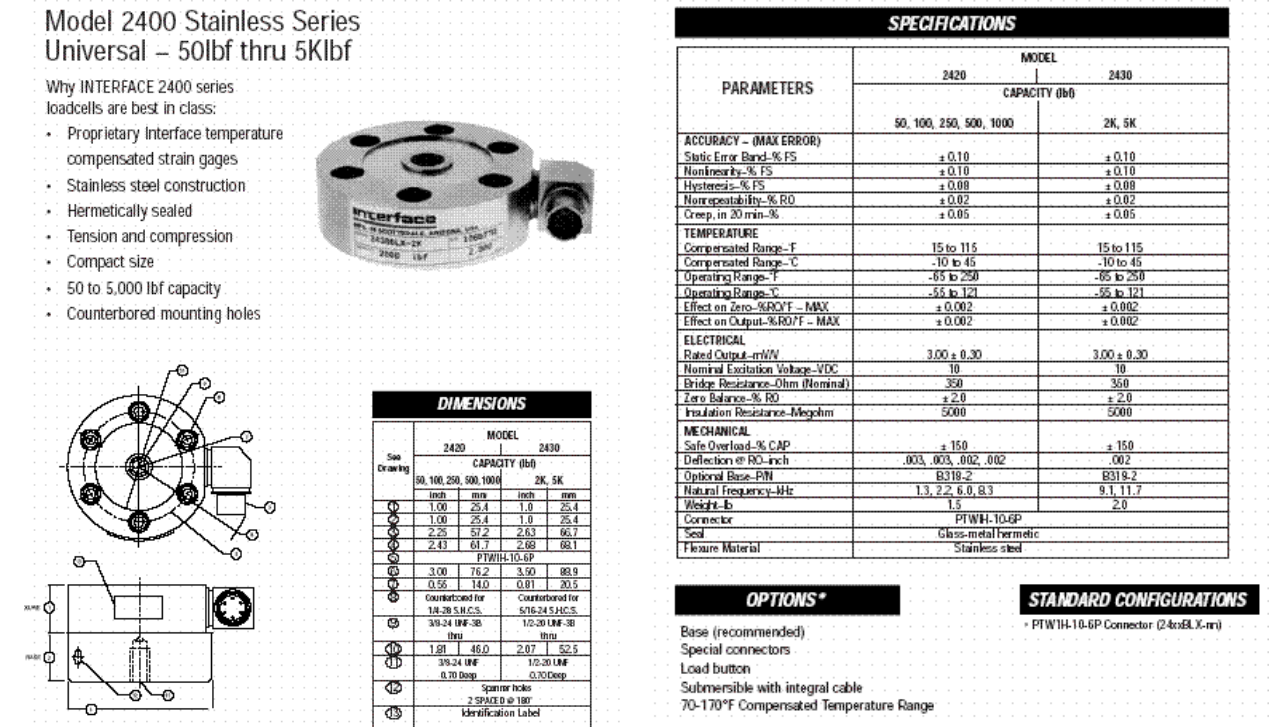 Model 2400 Stainless Series
Universal – 50lbf thru 5Klbf
Why INTERFACE 2400 series
loadcells are best in class:
• Proprietary Interface temperature
compensated strain gages
• Stainless steel construction
• Hermetically sealed
• Tension and compression
• Compact size
• 50 to 5,000 lbf capacity
• Counterbored mounting holes
Interface
2000 lbf
DIMENSIONS
See
Drawing
MODEL
2420 2430
CAPACITY (lbf)
50, 100, 250, 500, 1000 2K, 5K
inch mm inch mm
1 1.00 25.4 1.0 25.4
2 1.00 25.4 1.0 25.4
3 2.25 57.2 2.63 66.7
4 2.43 61.7 2.68 68.1
5 PTWIH-10-6P
6 3.00 76.2 3.50 88.9
7 0.55 14.0 0.81 20.5
8 Counterbored for Counterbored for
1/4-28 S.H.C.S. 5/16-24 S.H.C.S.
9 3/8-24 UNF-3B 1/2-20 UNF-3B
thru thru
10 1.81 46.0 2.07 52.5
11 3/8-24 UNF 1/2-20 UNF
0.70 Deep 0.70 Deep
12 Spanner holes
2 SPACED @ 180°
13 Identification Label
SPECIFICATIONS
PARAMETERS
MODEL
2420 2430
CAPACITY (lbf)
50, 100, 250, 500, 1000 2K, 5K
ACCURACY – (MAX ERROR)
Static Error Band–% FS ± 0.10 ± 0.10
Nonlinearity–% FS ± 0.10 ± 0.10
Hysteresis–% FS ± 0.08 ± 0.08
Nonrepeatability–% RO ± 0.02 ± 0.02
Creep, in 20 min–% ± 0.05 ± 0.05
TEMPERATURE
Compensated Range–°F 15 to 115 15 to 115
Compensated Range–°C -10 to 45 -10 to 45
Operating Range–°F -65 to 250 -65 to 250
Operating Range–°C -55 to 121 -55 to 121
Effect on Zero–%RO/°F – MAX ± 0.002 ± 0.002
Effect on Output–%RO/°F – MAX ± 0.002 ± 0.002
ELECTRICAL
Rated Output–mV/V 3.00 ± 0.30 3.00 ± 0.30
Nominal Excitation Voltage–VDC 10 10
Bridge Resistance–Ohm (Nominal) 350 350
Zero Balance–% RO ± 2.0 ± 2.0
Insulation Resistance–Megohm 5000 5000
MECHANICAL
Safe Overload–% CAP ± 150 ± 150
Deflection @ RO–inch .003, .003, .002, .002 .002
Optional Base–P/N B318-2 B319-2
Natural Frequency–kHz 1.3, 2.2, 6.0, 8.3 9.1, 11.7
Weight–lb 1.5 2.0
Connector PTWIH-10-6P
Seal Glass-metal hermetic
Flexure Material Stainless steel
OPTIONS*
Base (recommended)
Special connectors
Load button
Submersible with integral cable
70-170°F Compensated Temperature Range
STANDARD CONFIGURATIONS
* PTW1H-10-6P Connector (24xxBLX-nn)